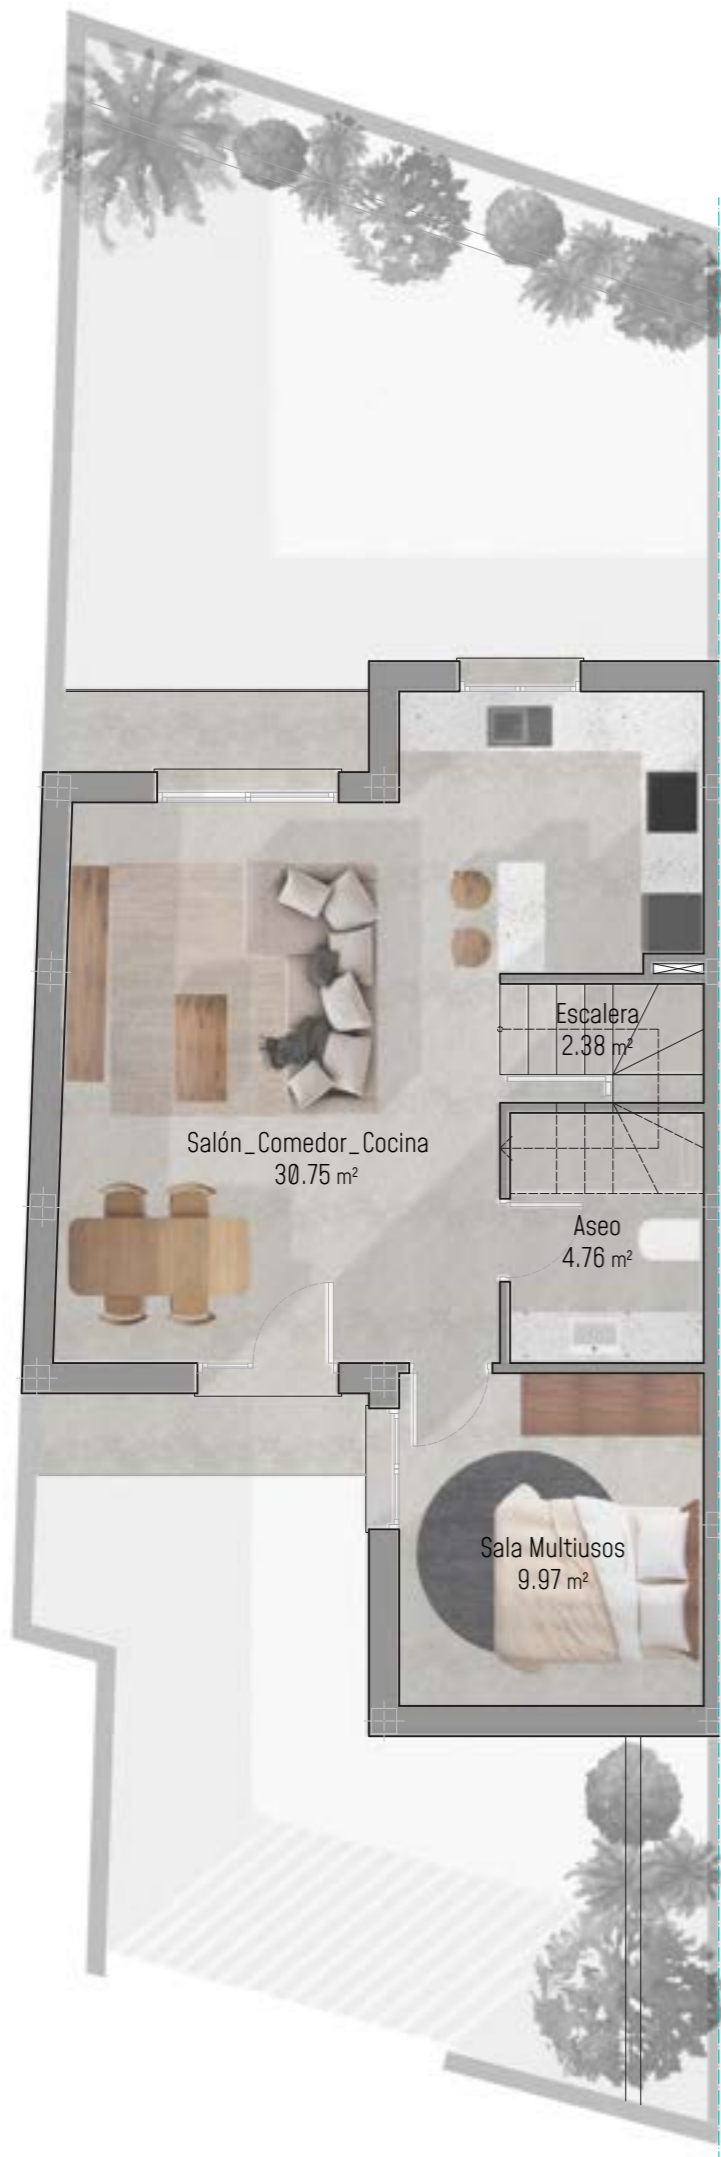 Escalera
2.38 m²
Salón_Comedor_Cocina
30.75 m²
Aseo
4.76 m²
Sala Multiusos
9.97 m²